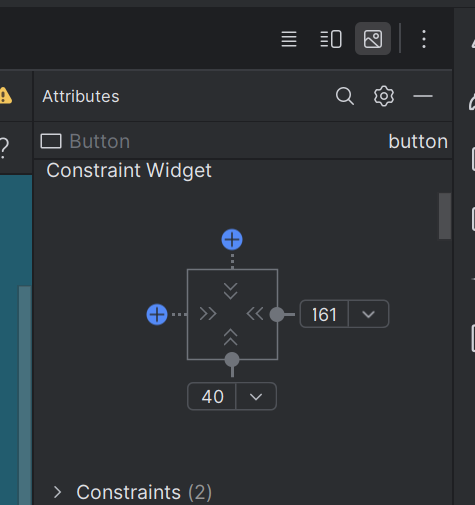 Attributes
?
Button button
Constraint Widget
161
40
Constraints (2)